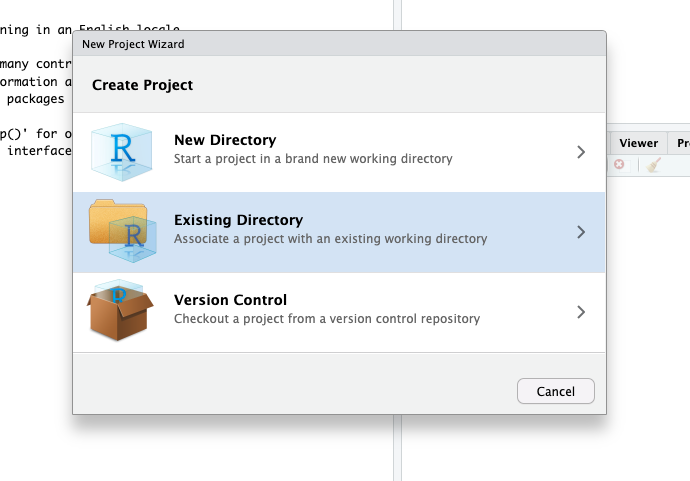 ning in an English locale
New Project Wizard
many contr
ormation a
packages
p()' for o
interface
Create Project
R
New Directory
Start a project in a brand new working directory
R
Existing Directory
Associate a project with an existing working directory
Version Control
Checkout a project from a version control repository
Cancel
Viewer
Pr